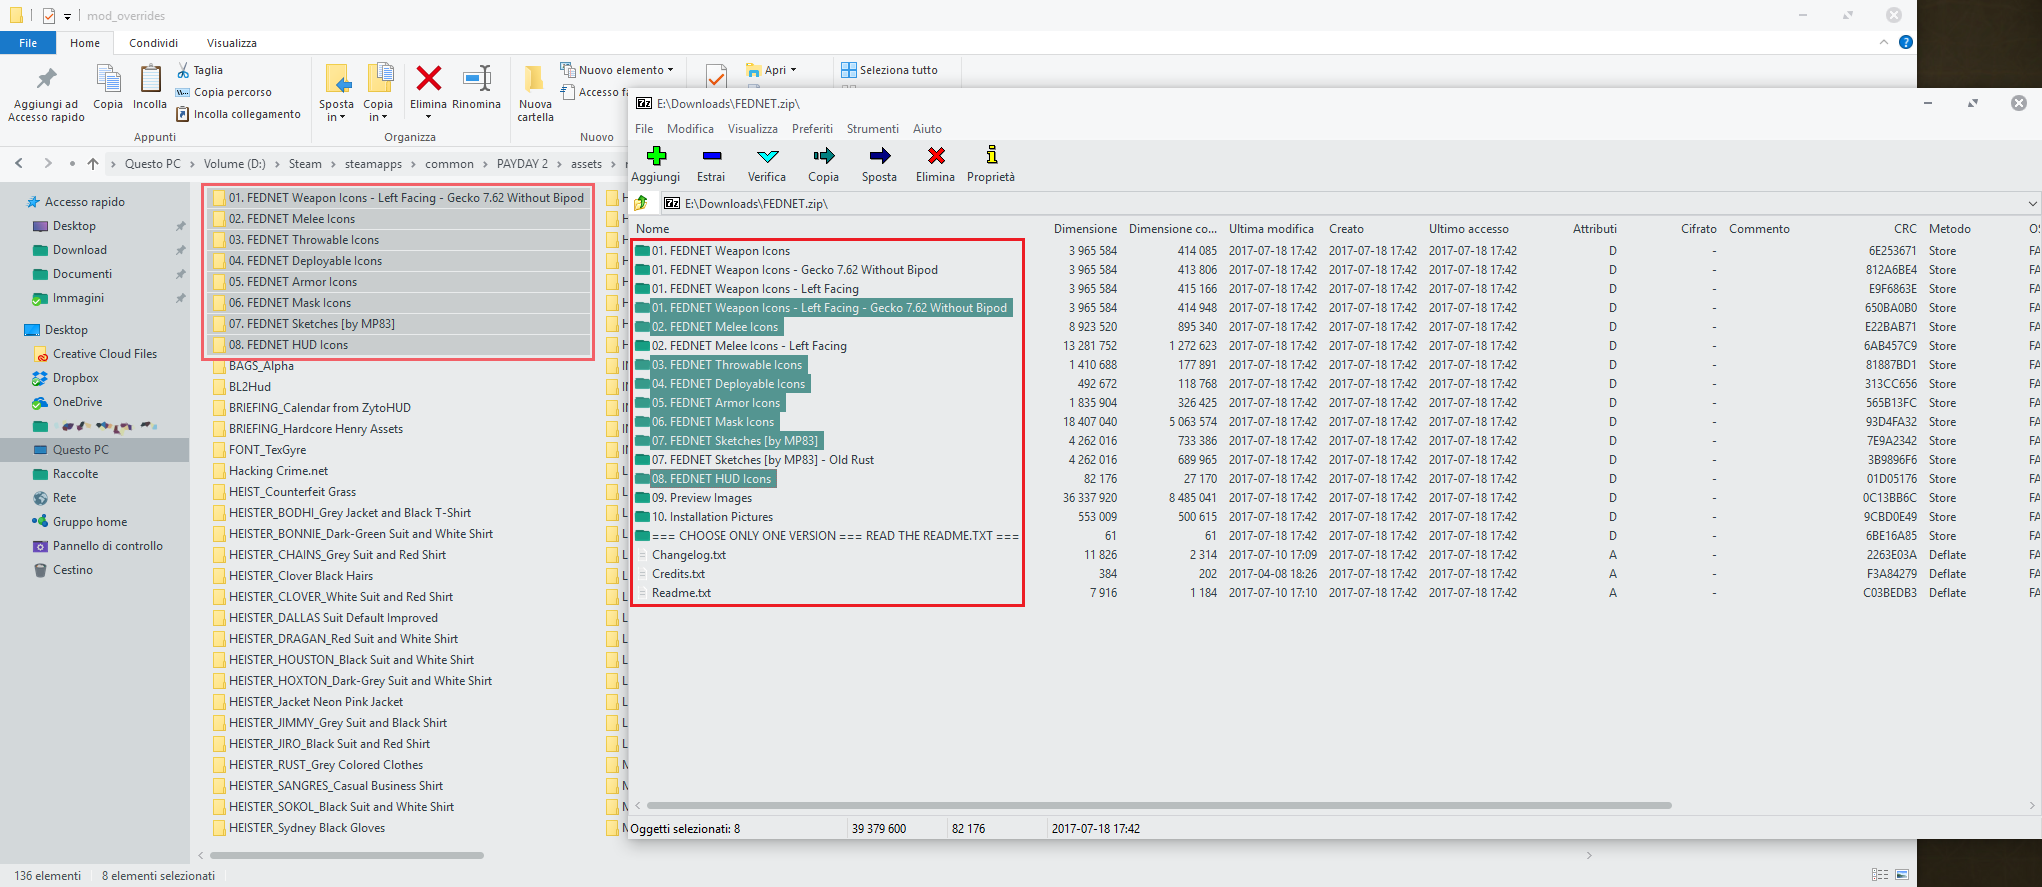 mod_overrides
File Home Condividi Visualizza
Aggiungi ad
Accesso rapido
Copia
Incolla
Taglia
Copia percorso
Incolla collegamento
Appunti
Sposta
in
Copia
in
Elimina
Rinomina
Organizza
Nuova
cartella
Nuovo elemento
Accesso fa
Nuovo
Apri
Seleziona tutto
Questo PC > Volume (D:) > Steam > steamapps > common > PAYDAY 2 > assets >
Accesso rapido
Desktop
Download
Documenti
Immagini
Desktop
Creative Cloud Files
Dropbox
OneDrive
Questo PC
Raccolte
Rete
Gruppo home
Pannello di controllo
Cestino
01. FEDNET Weapon Icons - Left Facing - Gecko 7.62 Without Bipod
02. FEDNET Melee Icons
03. FEDNET Throwable Icons
04. FEDNET Deployable Icons
05. FEDNET Armor Icons
06. FEDNET Mask Icons
07. FEDNET Sketches [by MP83]
08. FEDNET HUD Icons
BAGS_Alpha
BL2Hud
BRIEFING_Calendar from ZytoHUD
BRIEFING_Hardcore Henry Assets
FONT_TexGyre
Hacking Crime.net
HEIST_Counterfeit Grass
HEISTER_BODHI_Grey Jacket and Black T-Shirt
HEISTER_BONNIE_Dark-Green Suit and White Shirt
HEISTER_CHAINS_Grey Suit and Red Shirt
HEISTER_Clover Black Hairs
HEISTER_CLOVER_White Suit and Red Shirt
HEISTER_DALLAS Suit Default Improved
HEISTER_DRAGAN_Red Suit and White Shirt
HEISTER_HOUSTON_Black Suit and White Shirt
HEISTER_HOXTON_Dark-Grey Suit and White Shirt
HEISTER_Jacket Neon Pink Jacket
HEISTER_JIMMY_Grey Suit and Black Shirt
HEISTER_JIRO_Black Suit and Red Shirt
HEISTER_RUST_Grey Colored Clothes
HEISTER_SANGRES_Casual Business Shirt
HEISTER_SOKOL_Black Suit and White Shirt
HEISTER_Sydney Black Gloves
136 elementi 8 elementi selezionati
E:\Downloads\FEDNET.zip\
File Modifica Visualizza Preferiti Strumenti Aiuto
Aggiungi Estrai Verifica Copia Sposta Elimina Proprietà
E:\Downloads\FEDNET.zip\
Nome Dimensione Dimensione co... Ultima modifica Creato Ultimo accesso Attributi Cifrato Commento CRC Metodo
01. FEDNET Weapon Icons 3 965 584 414 085 2017-07-18 17:42 2017-07-18 17:42 2017-07-18 17:42 D - 6E253671 Store FA
01. FEDNET Weapon Icons - Gecko 7.62 Without Bipod 3 965 584 413 806 2017-07-18 17:42 2017-07-18 17:42 2017-07-18 17:42 D - 812A6BE4 Store FA
01. FEDNET Weapon Icons - Left Facing 3 965 584 415 166 2017-07-18 17:42 2017-07-18 17:42 2017-07-18 17:42 D - E9F6863E Store FA
01. FEDNET Weapon Icons - Left Facing - Gecko 7.62 Without Bipod 3 965 584 414 948 2017-07-18 17:42 2017-07-18 17:42 2017-07-18 17:42 D - 650BA0B0 Store FA
02. FEDNET Melee Icons 8 923 520 895 340 2017-07-18 17:42 2017-07-18 17:42 2017-07-18 17:42 D - E22BAB71 Store FA
02. FEDNET Melee Icons - Left Facing 13 281 752 1 272 623 2017-07-18 17:42 2017-07-18 17:42 2017-07-18 17:42 D - 6AB457C9 Store FA
03. FEDNET Throwable Icons 1 410 688 177 891 2017-07-18 17:42 2017-07-18 17:42 2017-07-18 17:42 D - 81887BD1 Store FA
04. FEDNET Deployable Icons 492 672 118 768 2017-07-18 17:42 2017-07-18 17:42 2017-07-18 17:42 D - 313CC656 Store FA
05. FEDNET Armor Icons 1 835 904 326 425 2017-07-18 17:42 2017-07-18 17:42 2017-07-18 17:42 D - 565B13FC Store FA
06. FEDNET Mask Icons 18 407 040 5 063 574 2017-07-18 17:42 2017-07-18 17:42 2017-07-18 17:42 D - 93D4FA32 Store FA
07. FEDNET Sketches [by MP83] 4 262 016 733 386 2017-07-18 17:42 2017-07-18 17:42 2017-07-18 17:42 D - 7E9A2342 Store FA
07. FEDNET Sketches [by MP83] - Old Rust 4 262 016 689 965 2017-07-18 17:42 2017-07-18 17:42 2017-07-18 17:42 D - 3B9896F6 Store FA
08. FEDNET HUD Icons 82 176 27 170 2017-07-18 17:42 2017-07-18 17:42 2017-07-18 17:42 D - 01D05176 Store FA
09. Preview Images 36 337 920 8 485 041 2017-07-18 17:42 2017-07-18 17:42 2017-07-18 17:42 D - 0C13BB6C Store FA
10. Installation Pictures 553 009 500 615 2017-07-18 17:42 2017-07-18 17:42 2017-07-18 17:42 D - 9CBD0E49 Store FA
=== CHOOSE ONLY ONE VERSION === READ THE README.TXT === 61 61 2017-07-18 17:42 2017-07-18 17:42 2017-07-18 17:42 D - 6BE16A85 Store FA
Changelog.txt 11 826 2 314 2017-07-10 17:09 2017-07-18 17:42 2017-07-18 17:42 A - 2263E03A Deflate FA
Credits.txt 384 202 2017-04-08 18:26 2017-07-18 17:42 2017-07-18 17:42 A - F3A84279 Deflate FA
Readme.txt 7 916 1 184 2017-07-10 17:10 2017-07-18 17:42 2017-07-18 17:42 A - C03BEDB3 Deflate FA
Oggetti selezionati: 8 39 379 600 82 176 2017-07-18 17:42